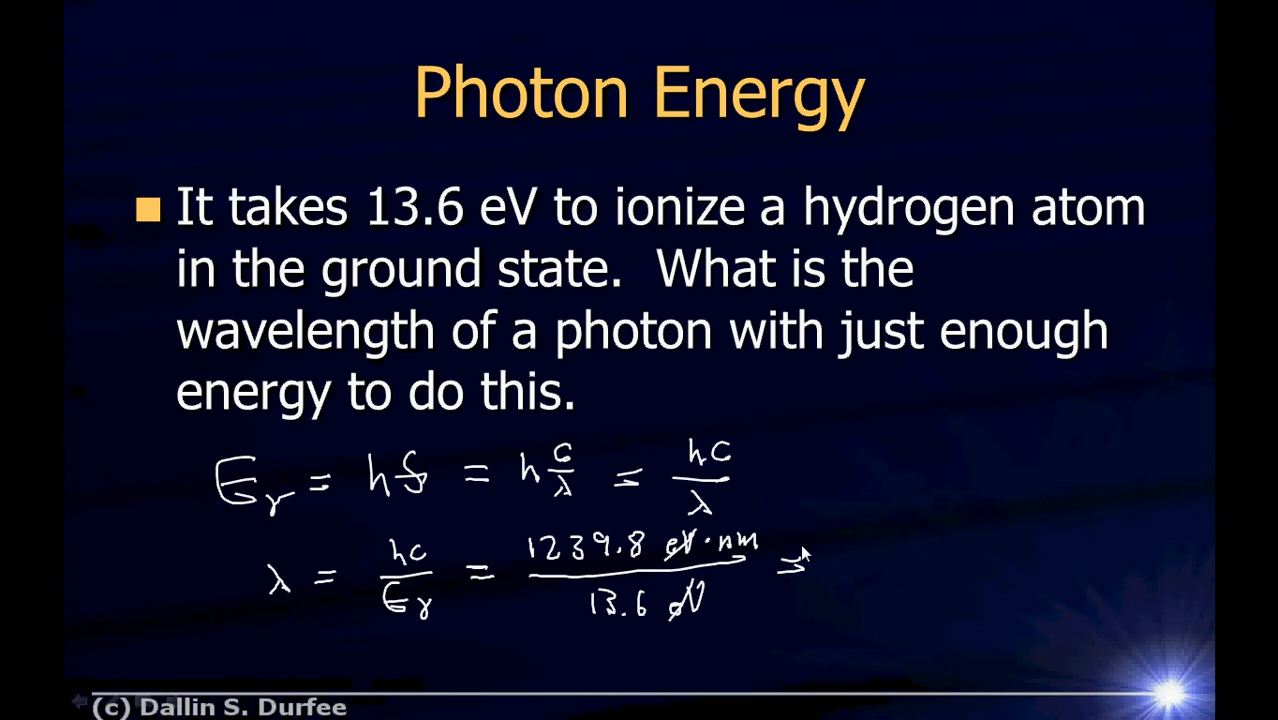 Photon Energy
It takes 13.6 eV to ionize a hydrogen atom
in the ground state. What is the
wavelength of a photon with just enough
energy to do this.
Eγ = hf = h c/λ = hc/λ
λ = hc/Eγ = 1239.8 eV·nm / 13.6 eV =
(c) Dallin S. Durfee